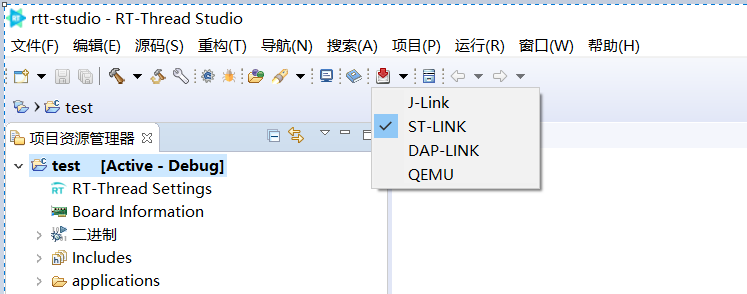 RT
rtt-studio - RT-Thread Studio
文件(F) 编辑(E) 源码(S) 重构(T) 导航(N) 搜索(A) 项目(P) 运行(R) 窗口(W) 帮助(H)
test
J-Link
ST-LINK
DAP-LINK
QEMU
项目资源管理器
test [Active - Debug]
RT RT-Thread Settings
Board Information
二进制
Includes
applications